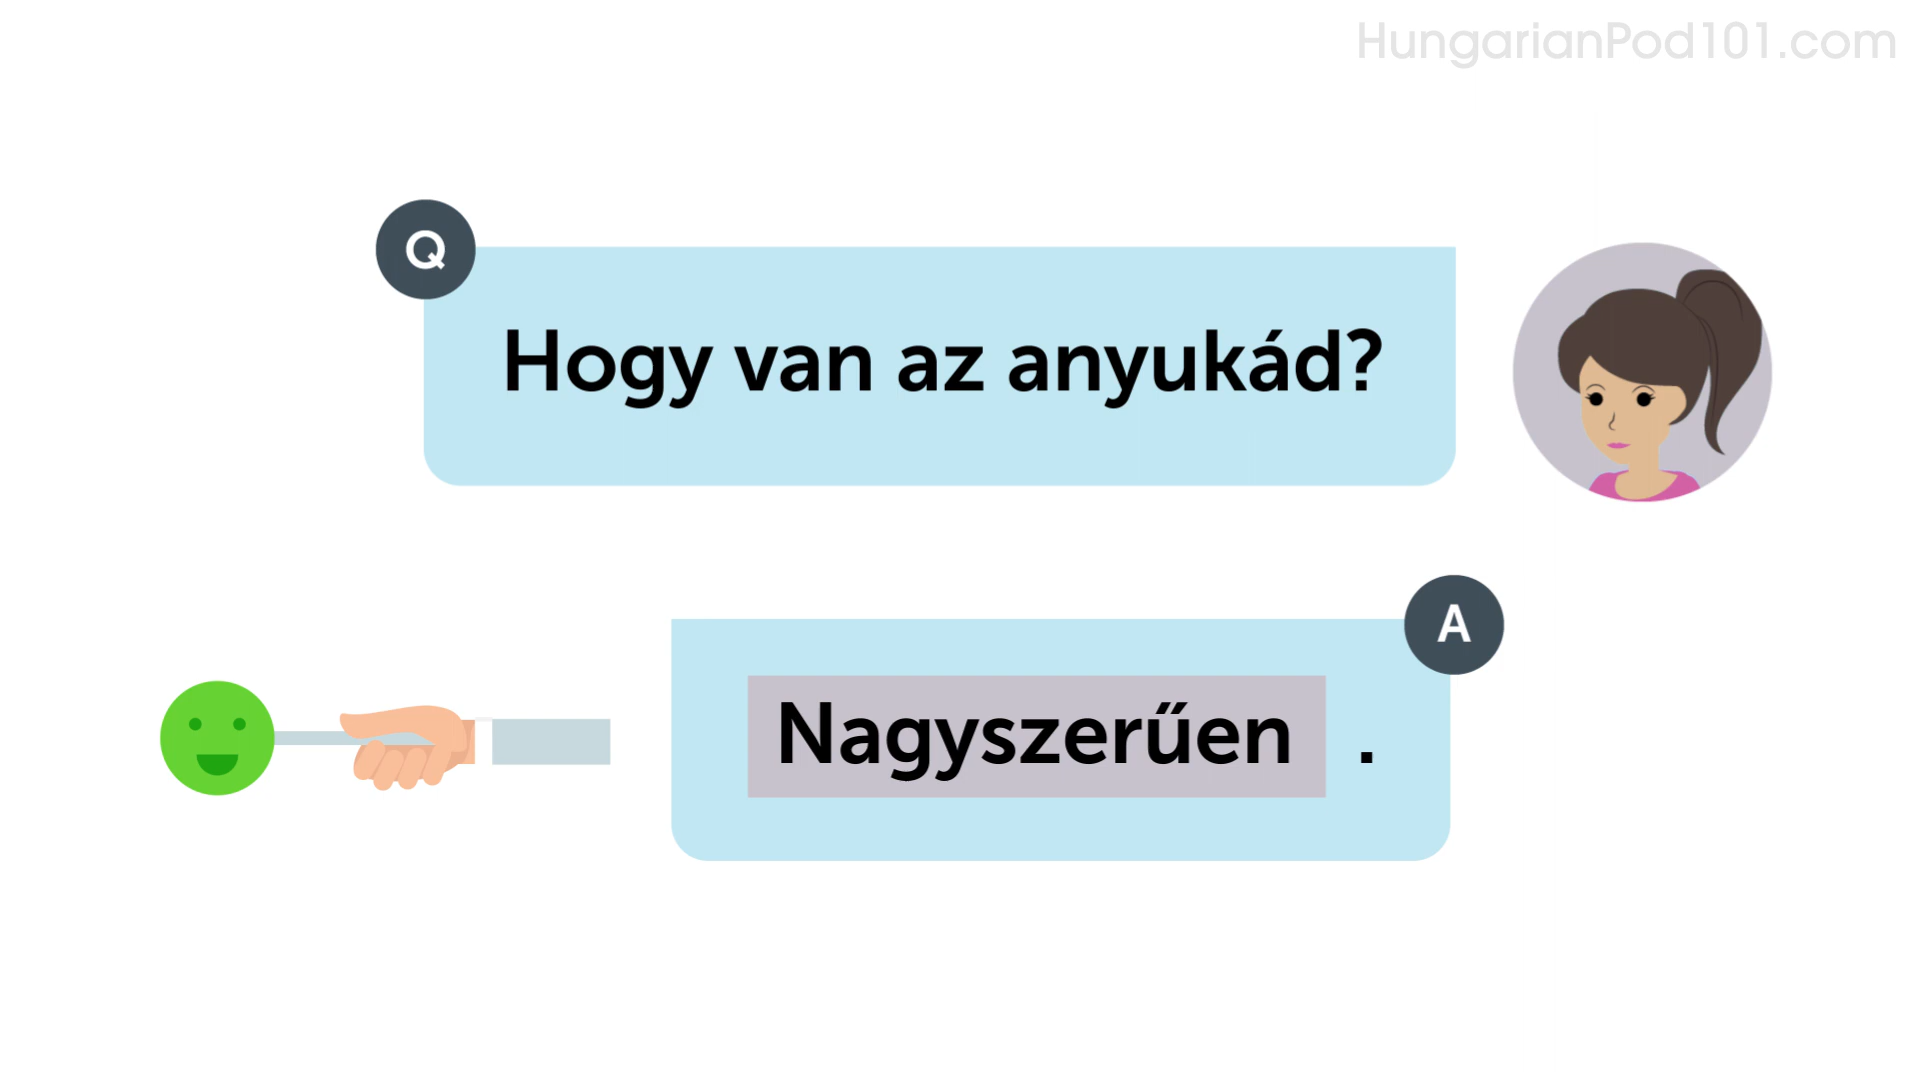 HungarianPod101.com
Q
Hogy van az anyukád?
A
Nagyszerűen .